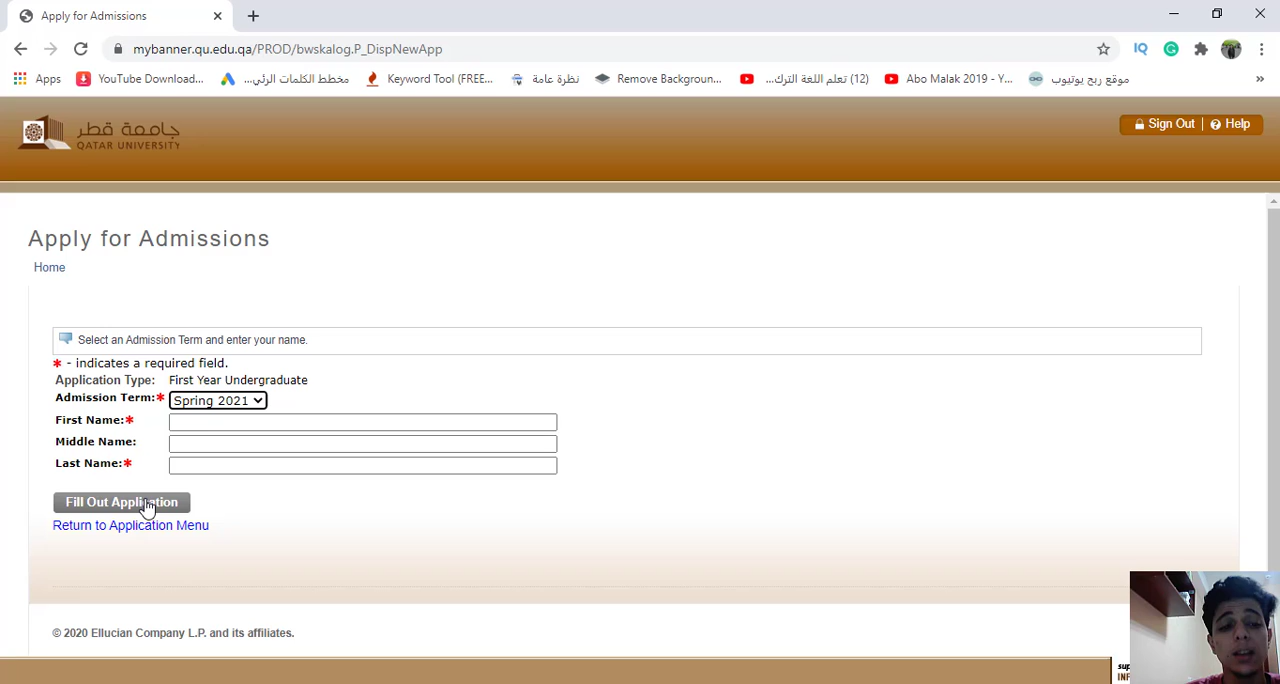 Apply for Admissions
mybanner.qu.edu.qa/PROD/bwskalog.P_DispNewApp
IQ
Apps YouTube Download... مخطط الكلمات الرئي... Keyword Tool (FREE... نظرة عامة Remove Backgroun... (12) تعلم اللغة الترك... Abo Malak 2019 - Y... موقع ربح يوتيوب »
جامعة قطر
QATAR UNIVERSITY
Sign Out | Help
Apply for Admissions
Home
Select an Admission Term and enter your name.
* - indicates a required field.
Application Type: First Year Undergraduate
Admission Term:* Spring 2021
First Name:*
Middle Name:
Last Name:*
Fill Out Application
Return to Application Menu
© 2020 Ellucian Company L.P. and its affiliates.